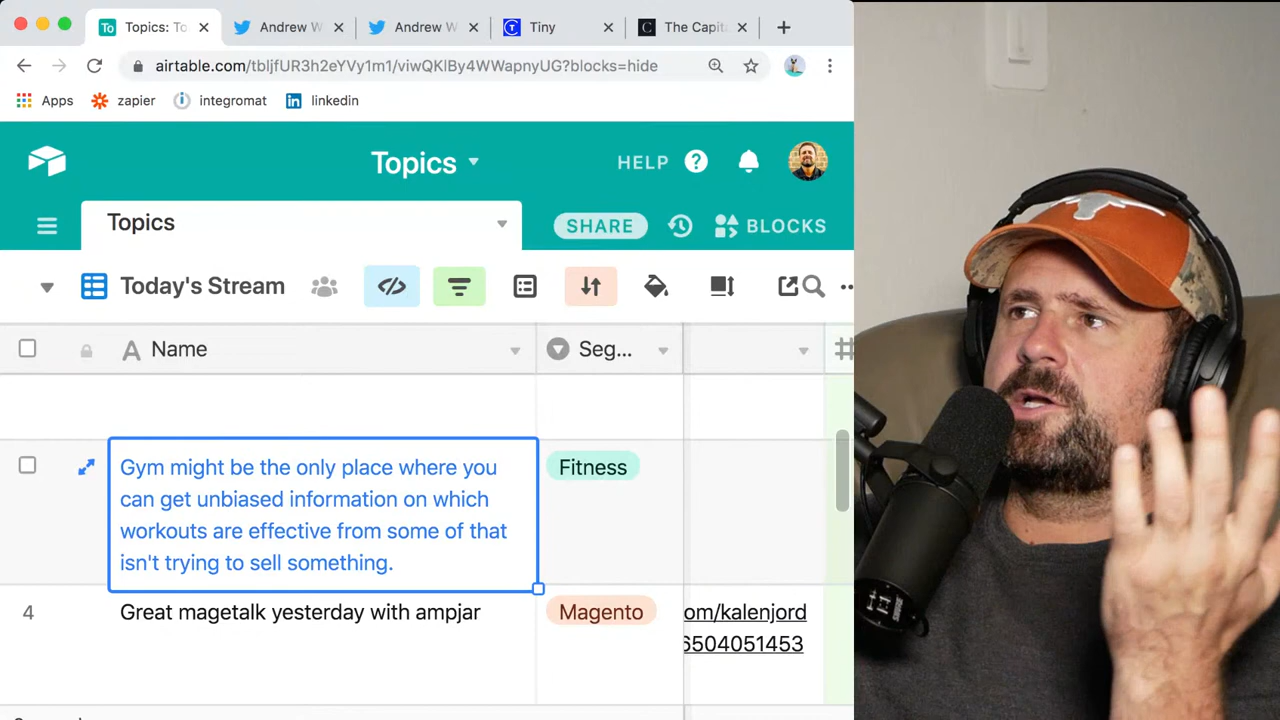 Topics: To
Andrew W
Andrew W
Tiny
The Capit
airtable.com/tbljfUR3h2eYVy1m1/viwQKlBy4WWapnyUG?blocks=hide
Apps
zapier
integromat
linkedin
Topics
HELP
Topics
SHARE
BLOCKS
Today's Stream
Name
Seg...
Gym might be the only place where you
can get unbiased information on which
workouts are effective from some of that
isn't trying to sell something.
Fitness
4
Great magetalk yesterday with ampjar
Magento
om/kalenjord
6504051453